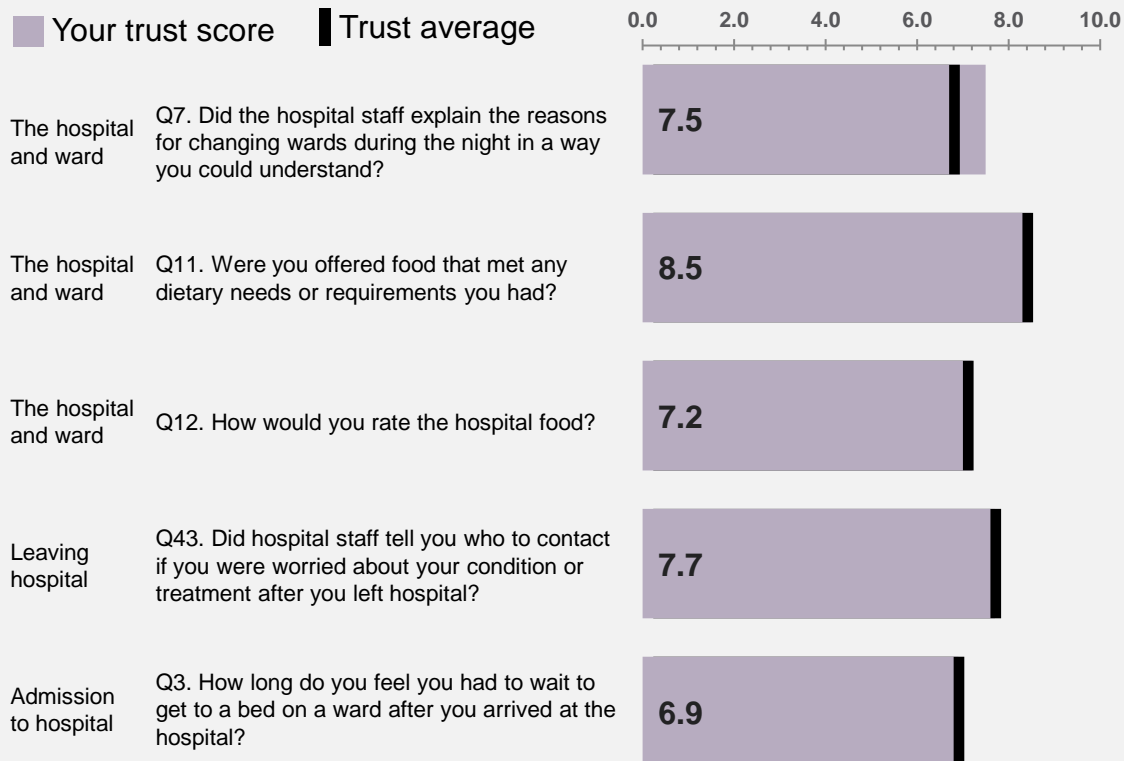 Your trust score
Trust average
0.0 2.0 4.0 6.0 8.0 10.0
The hospital
and ward
Q7. Did the hospital staff explain the reasons
for changing wards during the night in a way
you could understand?
7.5
The hospital
and ward
Q11. Were you offered food that met any
dietary needs or requirements you had?
8.5
The hospital
and ward
Q12. How would you rate the hospital food?
7.2
Leaving
hospital
Q43. Did hospital staff tell you who to contact
if you were worried about your condition or
treatment after you left hospital?
7.7
Admission
to hospital
Q3. How long do you feel you had to wait to
get to a bed on a ward after you arrived at the
hospital?
6.9